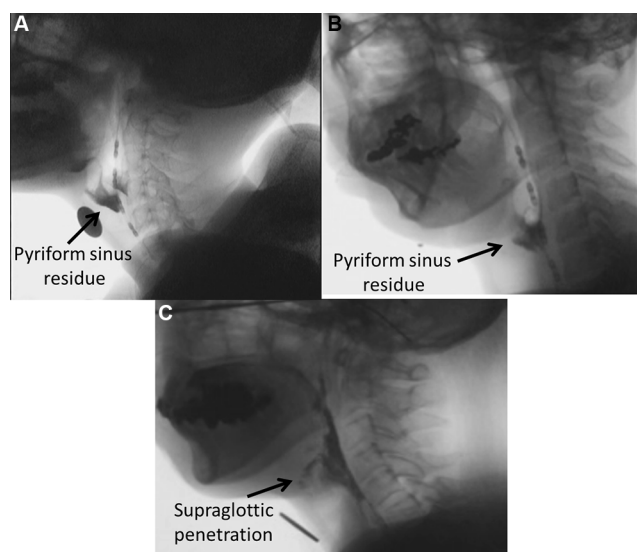 A
Pyriform sinus
residue
B
Pyriform sinus
residue
C
Supraglottic
penetration